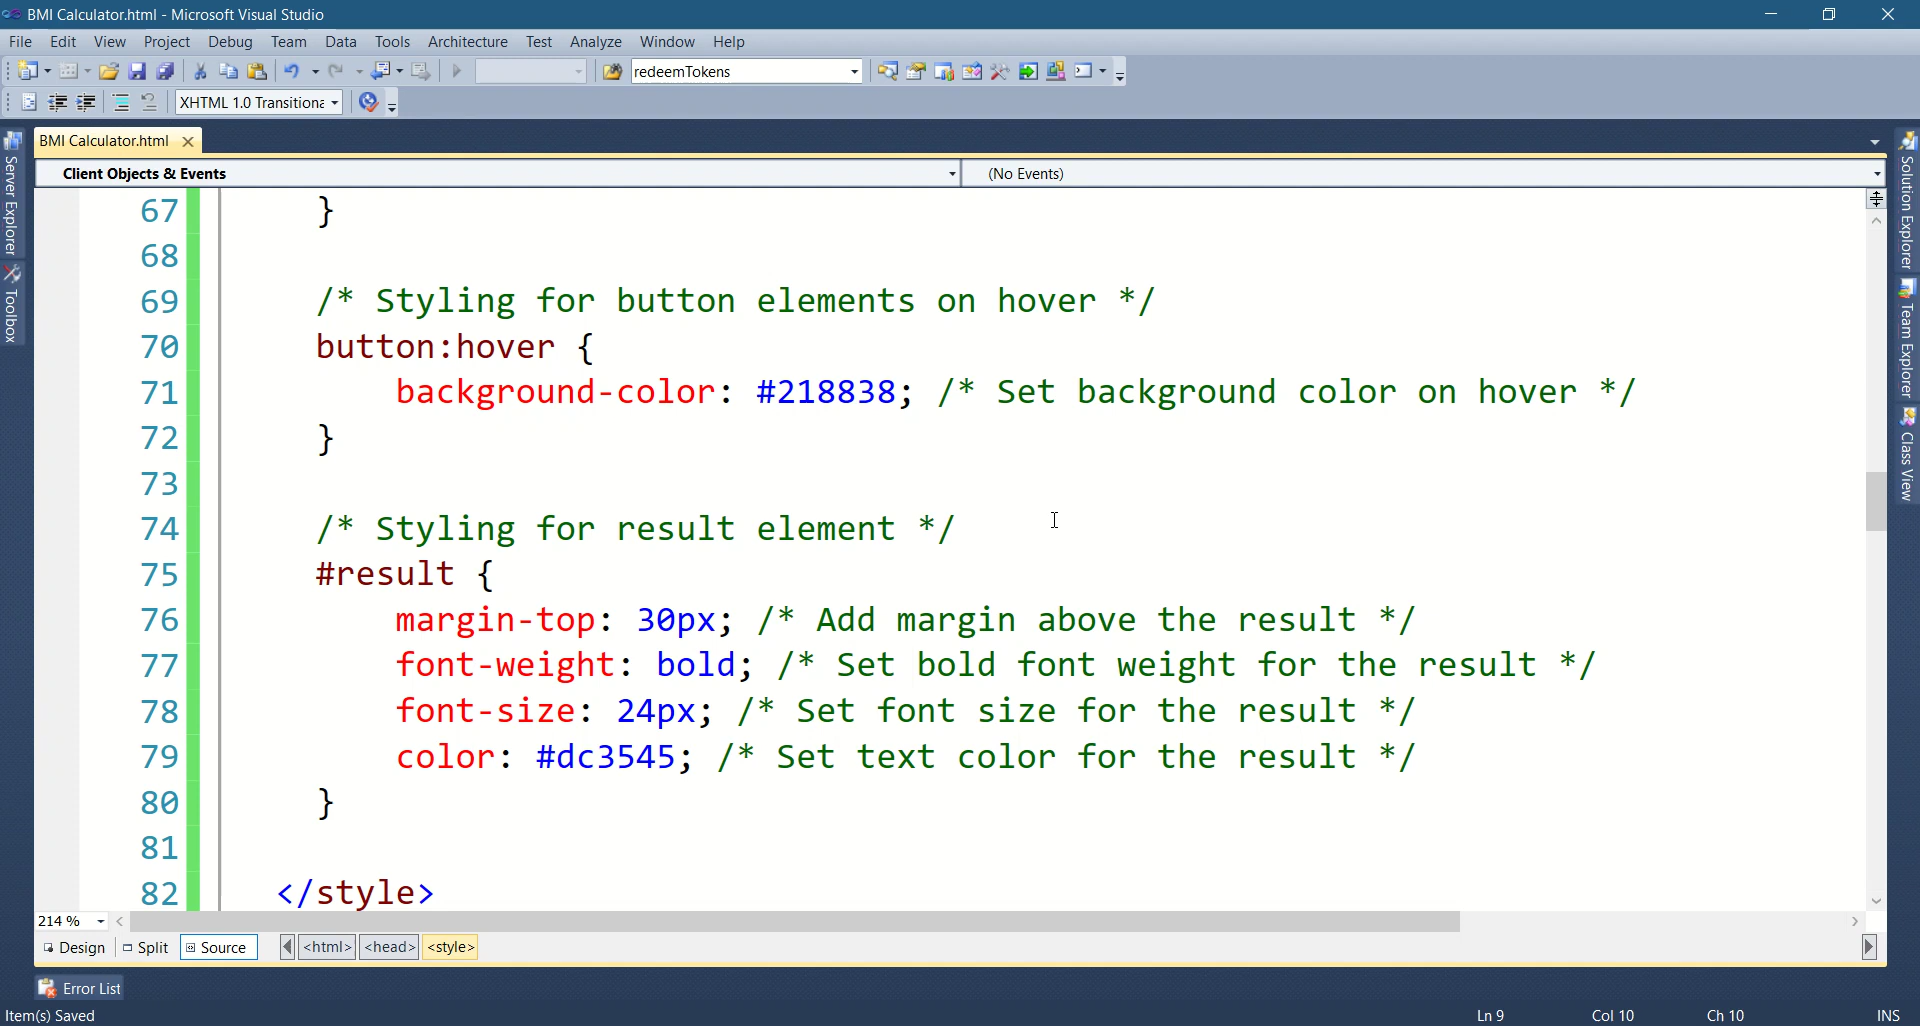 BMI Calculator.html - Microsoft Visual Studio
File Edit View Project Debug Team Data Tools Architecture Test Analyze Window Help
redeemTokens
XHTML 1.0 Transitiona
BMI Calculator.html
Client Objects & Events (No Events)
Server Explorer
Toolbox
Solution Explorer
Team Explorer
Class View
67 }
68
69 /* Styling for button elements on hover */
70 button:hover {
71 background-color: #218838; /* Set background color on hover */
72 }
73
74 /* Styling for result element */
75 #result {
76 margin-top: 30px; /* Add margin above the result */
77 font-weight: bold; /* Set bold font weight for the result */
78 font-size: 24px; /* Set font size for the result */
79 color: #dc3545; /* Set text color for the result */
80 }
81
82 </style>
214 %
Design Split Source <html> <head> <style>
Error List
Item(s) Saved Ln 9 Col 10 Ch 10 INS